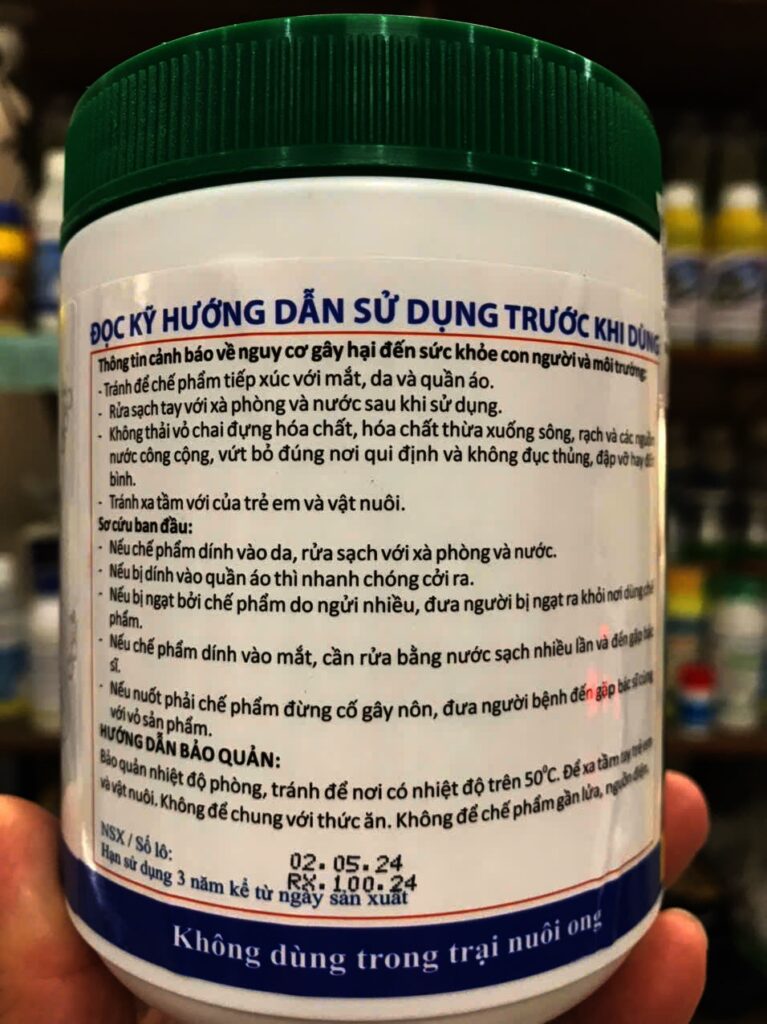 ĐỌC KỸ HƯỚNG DẪN SỬ DỤNG TRƯỚC KHI DÙNG
Thông tin cảnh báo về nguy cơ gây hại đến sức khỏe con người và môi trường:
- Tránh để chế phẩm tiếp xúc với mắt, da và quần áo.
- Rửa sạch tay với xà phòng và nước sau khi sử dụng.
- Không thải vỏ chai đựng hóa chất, hóa chất thừa xuống sông, rạch và các nguồn
nước công cộng, vứt bỏ đúng nơi qui định và không đục thủng, đập vỡ hay đốt
bình.
- Tránh xa tầm với của trẻ em và vật nuôi.
Sơ cứu ban đầu:
- Nếu chế phẩm dính vào da, rửa sạch với xà phòng và nước.
- Nếu bị dính vào quần áo thì nhanh chóng cởi ra.
- Nếu bị ngạt bởi chế phẩm do ngửi nhiều, đưa người bị ngạt ra khỏi nơi dùng chế
phẩm.
- Nếu chế phẩm dính vào mắt, cần rửa bằng nước sạch nhiều lần và đến gặp bác
sĩ.
- Nếu nuốt phải chế phẩm đừng cố gây nôn, đưa người bệnh đến gặp bác sĩ cùng
với vỏ sản phẩm.
HƯỚNG DẪN BẢO QUẢN:
Bảo quản nhiệt độ phòng, tránh để nơi có nhiệt độ trên 50⁰C. Để xa tầm tay trẻ em
và vật nuôi. Không để chung với thức ăn. Không để chế phẩm gần lửa, nguồn điện.
NSX / Số lô: 02.05.24
RX.100.24
Hạn sử dụng 3 năm kể từ ngày sản xuất
Không dùng trong trại nuôi ong